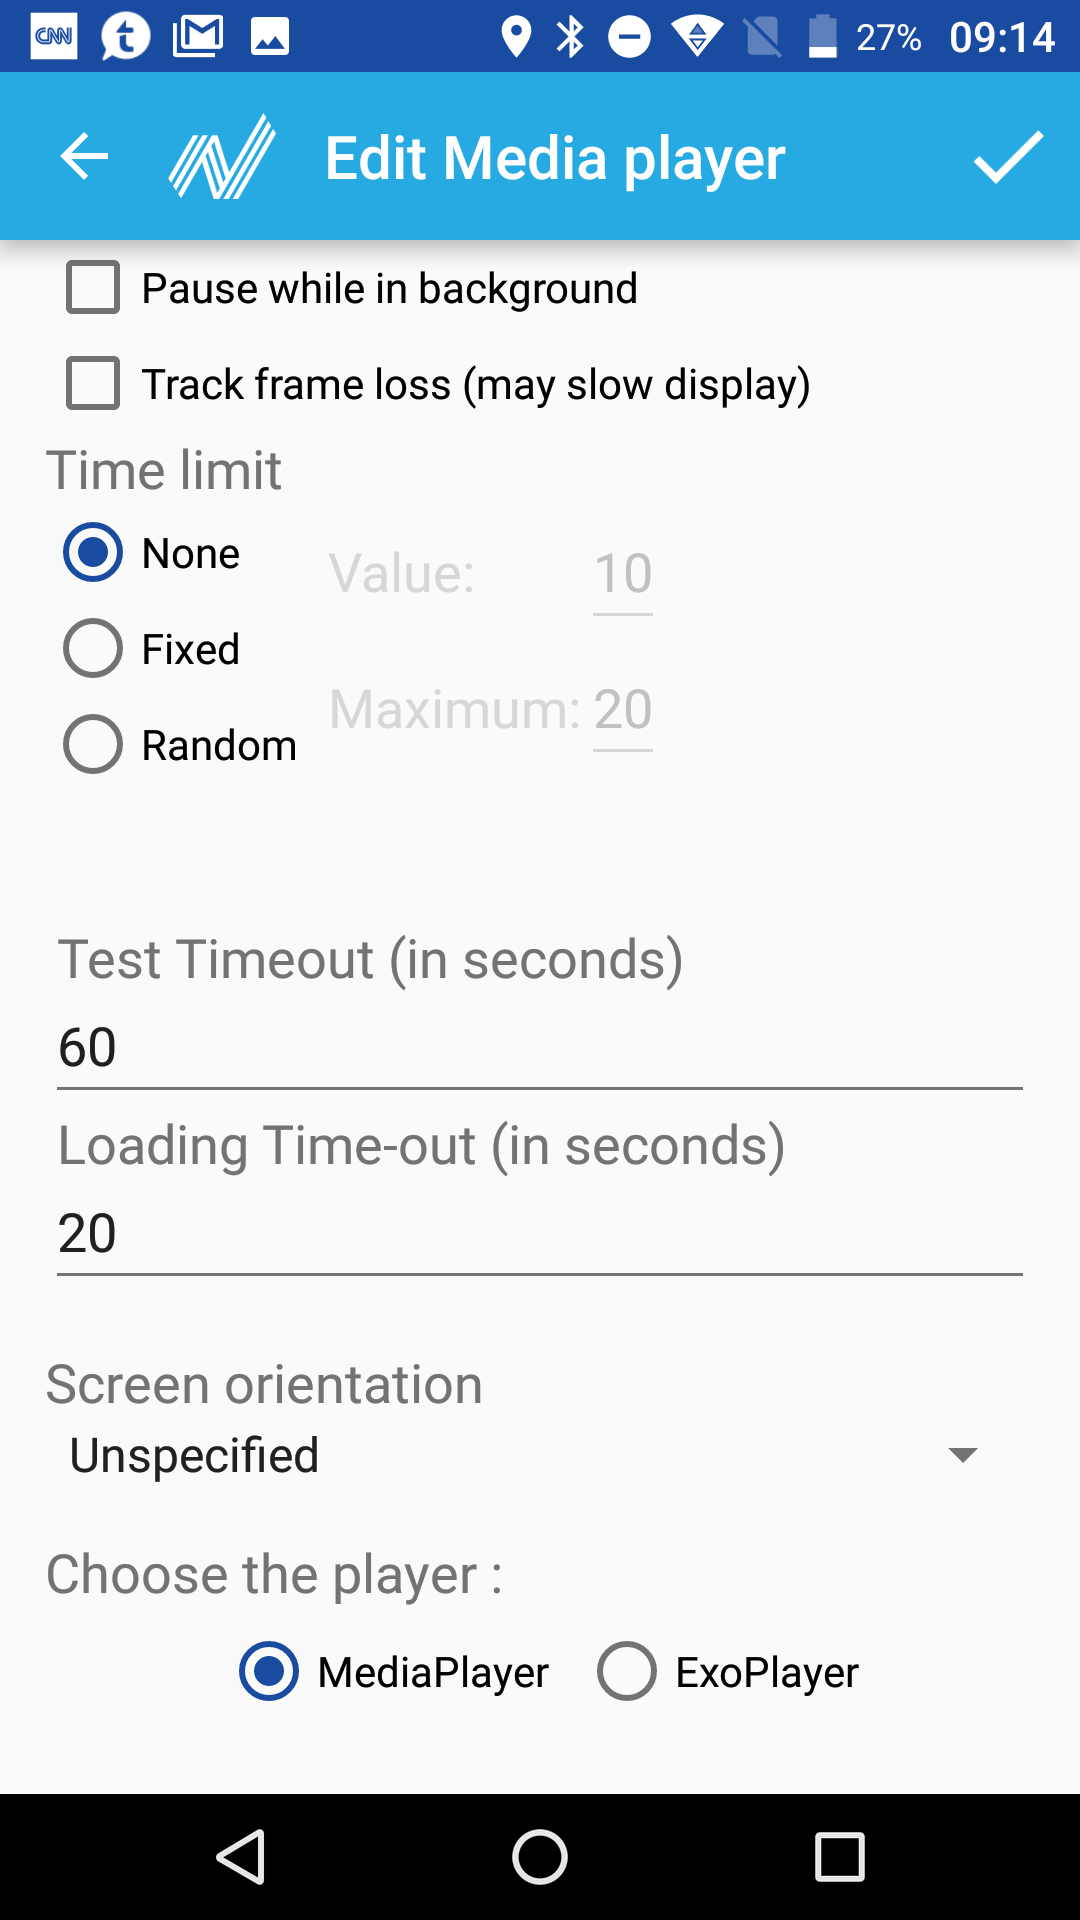 CNN t M 27% 09:14
Edit Media player
Pause while in background
Track frame loss (may slow display)
Time limit
None
Value: 10
Fixed
Maximum: 20
Random
Test Timeout (in seconds)
60
Loading Time-out (in seconds)
20
Screen orientation
Unspecified
Choose the player :
MediaPlayer ExoPlayer